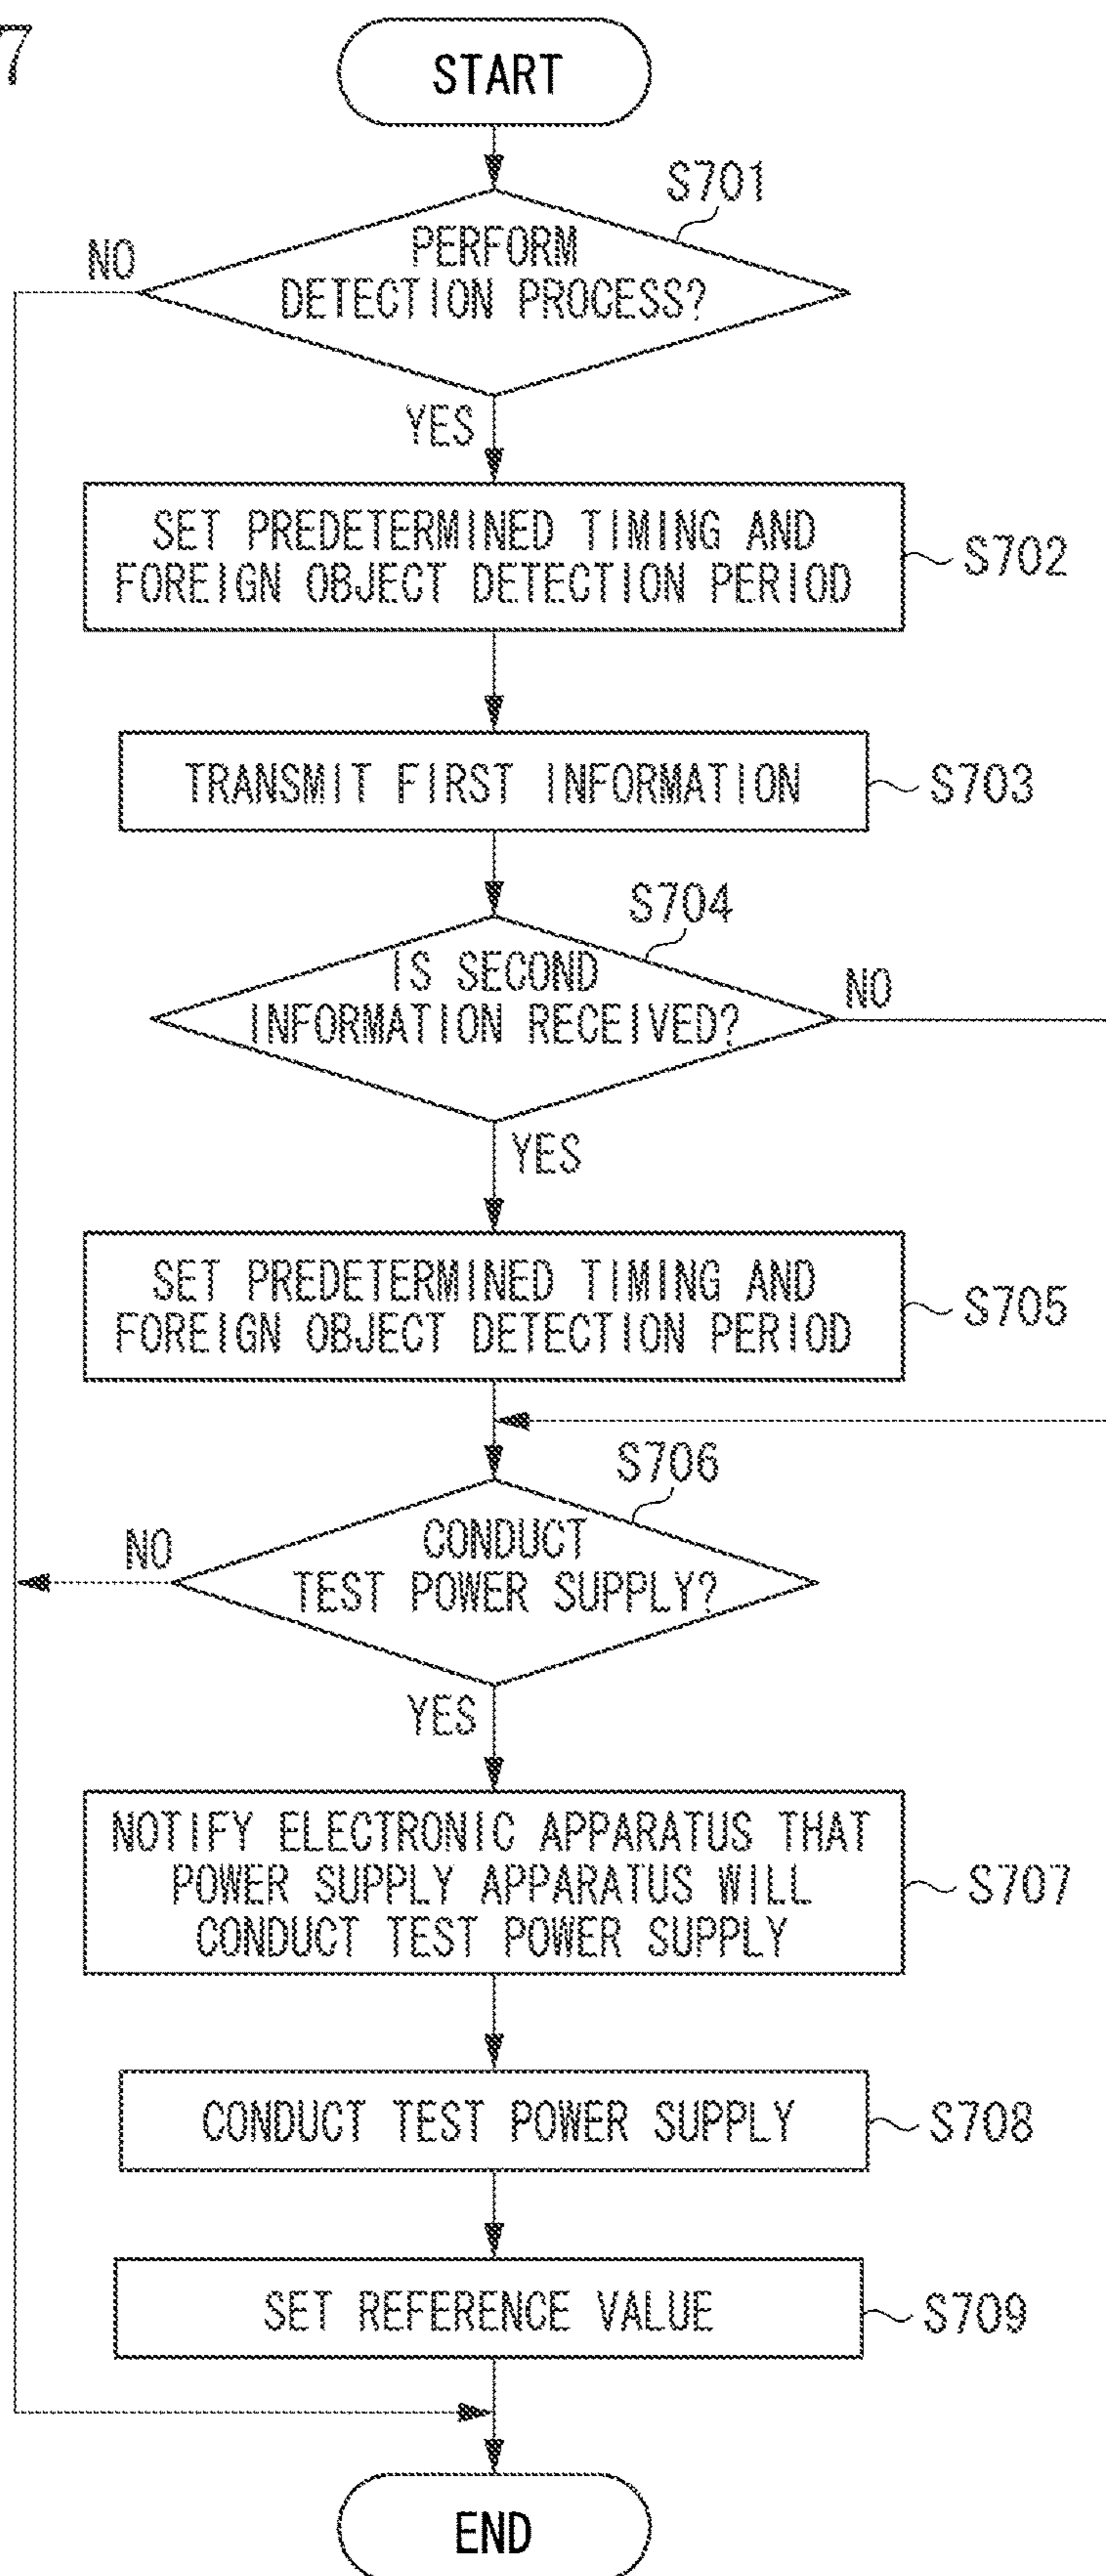 7
START
S701
PERFORM
DETECTION PROCESS?
NO
YES
SET PREDETERMINED TIMING AND
FOREIGN OBJECT DETECTION PERIOD
S702
TRANSMIT FIRST INFORMATION
S703
S704
IS SECOND
INFORMATION RECEIVED?
NO
YES
SET PREDETERMINED TIMING AND
FOREIGN OBJECT DETECTION PERIOD
S705
S706
CONDUCT
TEST POWER SUPPLY?
NO
YES
NOTIFY ELECTRONIC APPARATUS THAT
POWER SUPPLY APPARATUS WILL
CONDUCT TEST POWER SUPPLY
S707
CONDUCT TEST POWER SUPPLY
S708
SET REFERENCE VALUE
S709
END